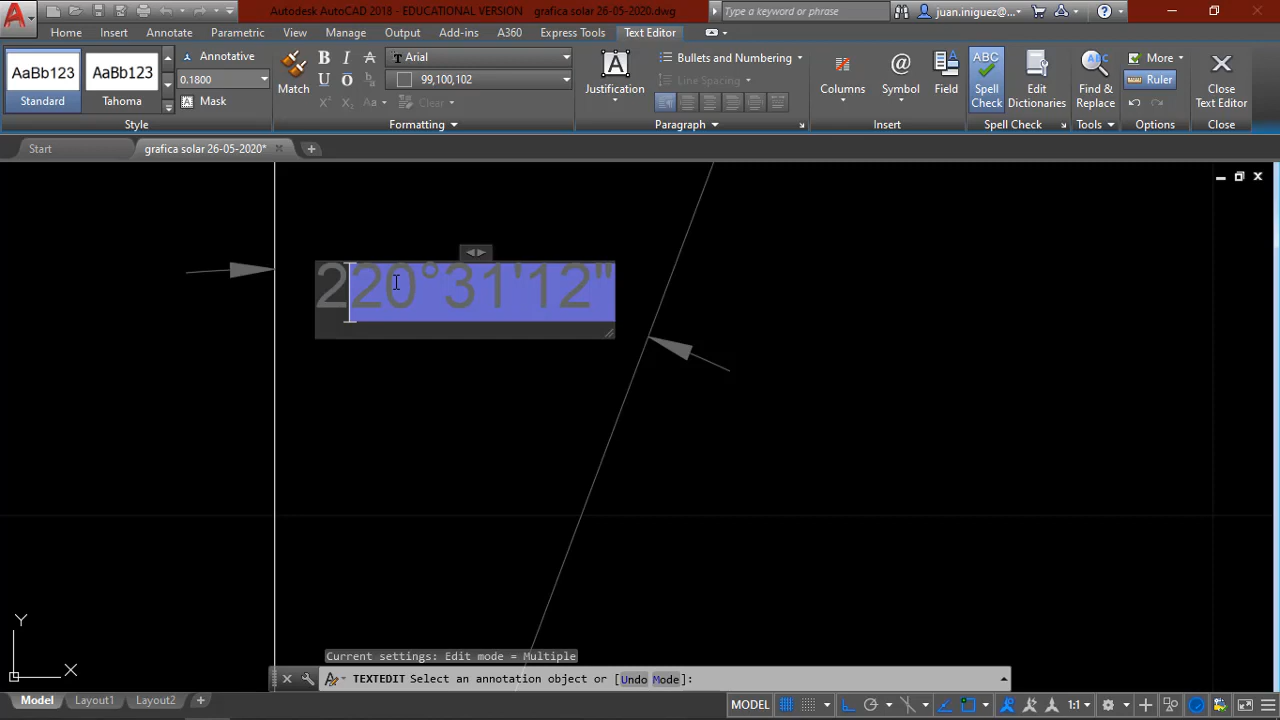 Autodesk AutoCAD 2018 - EDUCATIONAL VERSION grafica solar 26-05-2020.dwg Type a keyword or phrase juan.iniguez@...
Home Insert Annotate Parametric View Manage Output Add-ins A360 Express Tools Text Editor
AaBb123 AaBb123 Annotative Match B I A Arial Justification Bullets and Numbering Columns Symbol Field ABC Spell Check Edit Dictionaries Find & Replace More Close Text Editor
Standard Tahoma 0.1800 U O 99,100,102 Line Spacing Ruler
Mask Aa Clear
Style Formatting Paragraph Insert Spell Check Tools Options Close
Start grafica solar 26-05-2020*
220°31'12"
Y
X
Current settings: Edit mode = Multiple
TEXTEDIT Select an annotation object or [Undo Mode]:
Model Layout1 Layout2 + MODEL 1:1